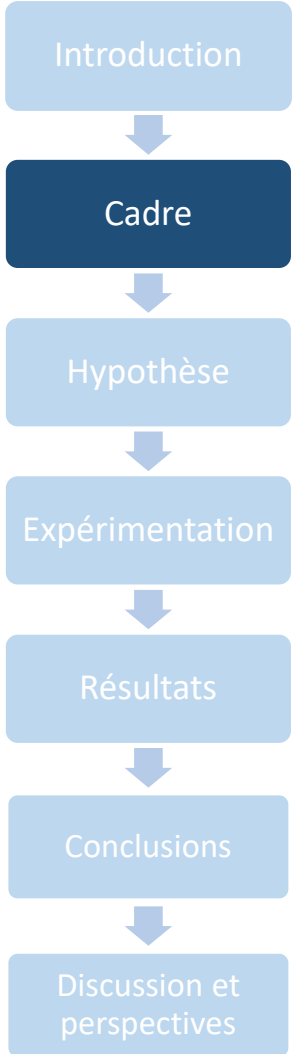 Introduction
Cadre
Hypothèse
Expérimentation
Résultats
Conclusions
Discussion et
perspectives